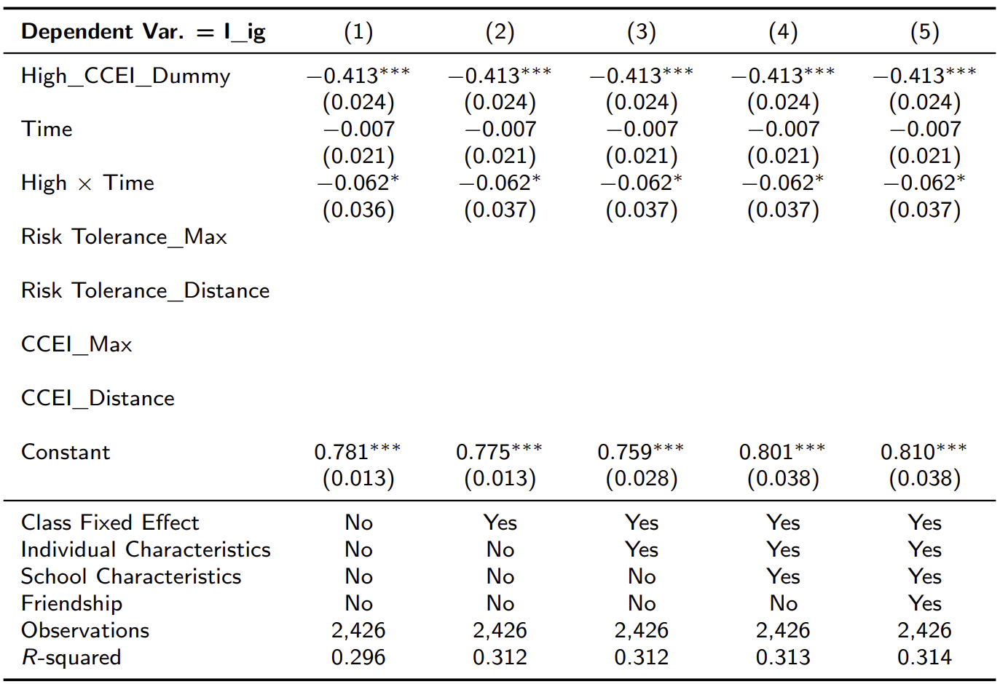 Dependent Var. = I_ig (1) (2) (3) (4) (5)
High_CCEI_Dummy −0.413*** −0.413*** −0.413*** −0.413*** −0.413***
(0.024) (0.024) (0.024) (0.024) (0.024)
Time −0.007 −0.007 −0.007 −0.007 −0.007
(0.021) (0.021) (0.021) (0.021) (0.021)
High × Time −0.062* −0.062* −0.062* −0.062* −0.062*
(0.036) (0.037) (0.037) (0.037) (0.037)
Risk Tolerance_Max
Risk Tolerance_Distance
CCEI_Max
CCEI_Distance
Constant 0.781*** 0.775*** 0.759*** 0.801*** 0.810***
(0.013) (0.013) (0.028) (0.038) (0.038)
Class Fixed Effect No Yes Yes Yes Yes
Individual Characteristics No No Yes Yes Yes
School Characteristics No No No Yes Yes
Friendship No No No No Yes
Observations 2,426 2,426 2,426 2,426 2,426
R-squared 0.296 0.312 0.312 0.313 0.314